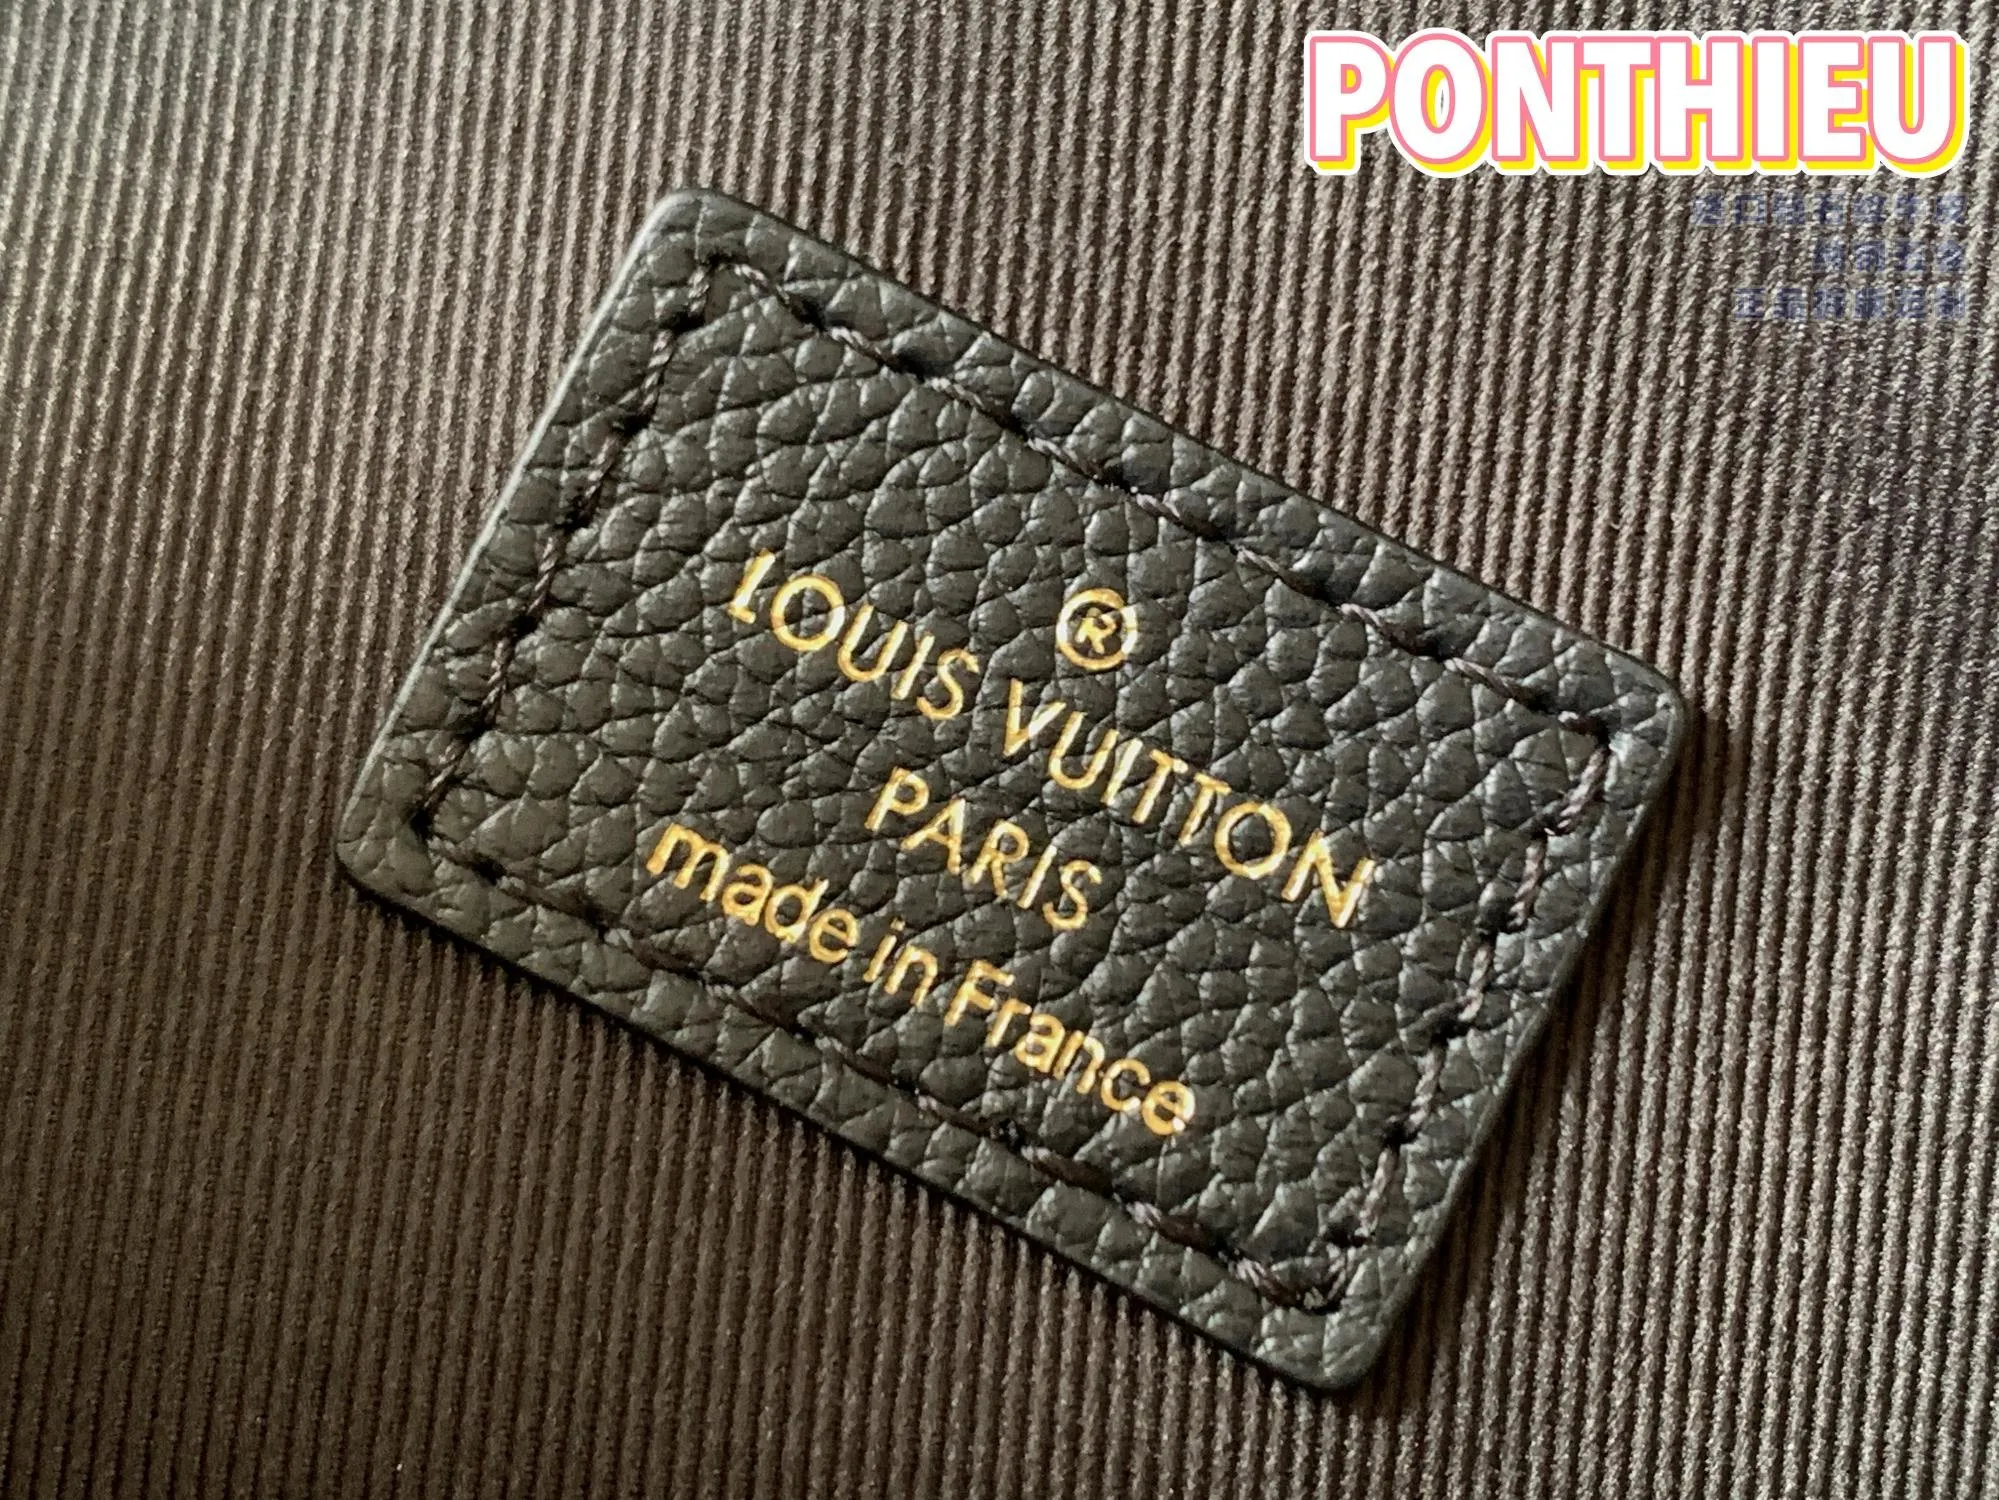 PONTHIEU
®
LOUIS VUITTON
PARIS
made in France